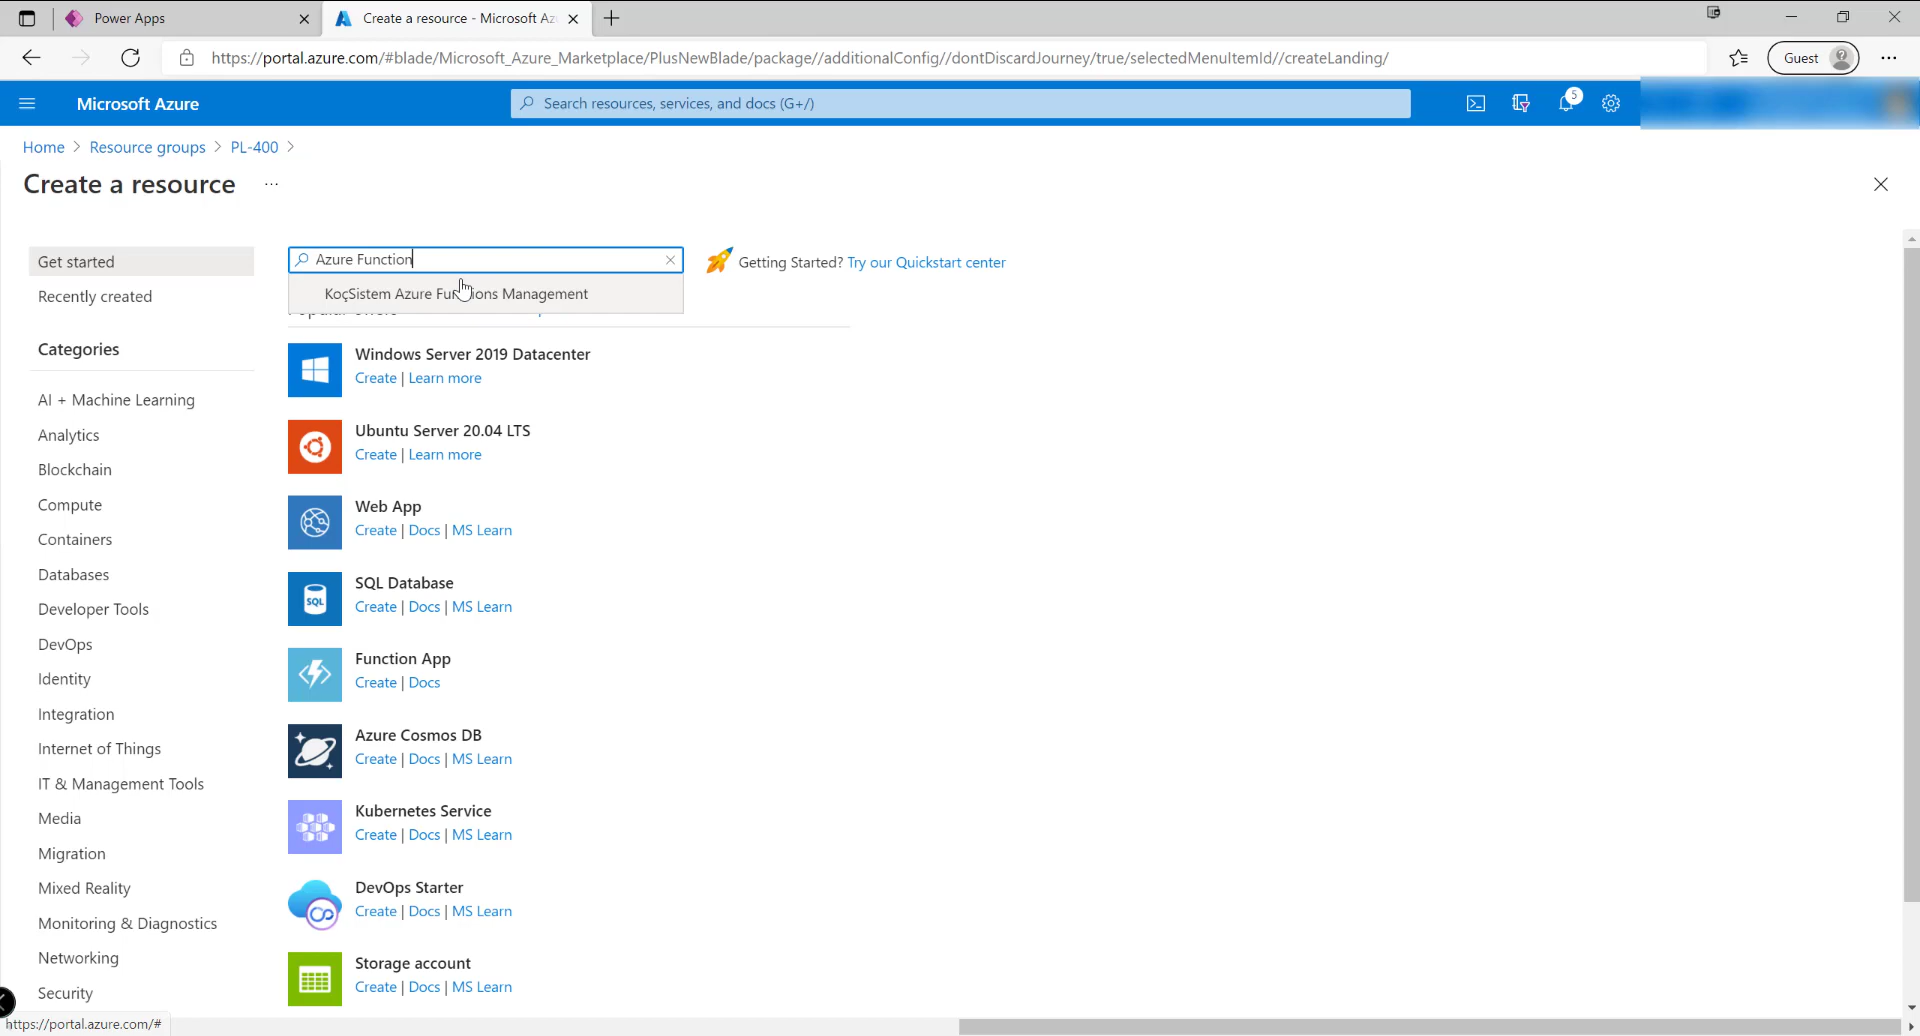 Power Apps
Create a resource - Microsoft Az
https://portal.azure.com/#blade/Microsoft_Azure_Marketplace/PlusNewBlade/package//additionalConfig//dontDiscardJourney/true/selectedMenuItemId//createLanding/
Guest
Microsoft Azure
Search resources, services, and docs (G+/)
5
Home > Resource groups > PL-400 >
Create a resource ...
Get started
Recently created
Categories
AI + Machine Learning
Analytics
Blockchain
Compute
Containers
Databases
Developer Tools
DevOps
Identity
Integration
Internet of Things
IT & Management Tools
Media
Migration
Mixed Reality
Monitoring & Diagnostics
Networking
Security
Azure Function
KoçSistem Azure Functions Management
Getting Started? Try our Quickstart center
Windows Server 2019 Datacenter
Create | Learn more
Ubuntu Server 20.04 LTS
Create | Learn more
Web App
Create | Docs | MS Learn
SQL
SQL Database
Create | Docs | MS Learn
Function App
Create | Docs
Azure Cosmos DB
Create | Docs | MS Learn
Kubernetes Service
Create | Docs | MS Learn
DevOps Starter
Create | Docs | MS Learn
Storage account
Create | Docs | MS Learn
https://portal.azure.com/#